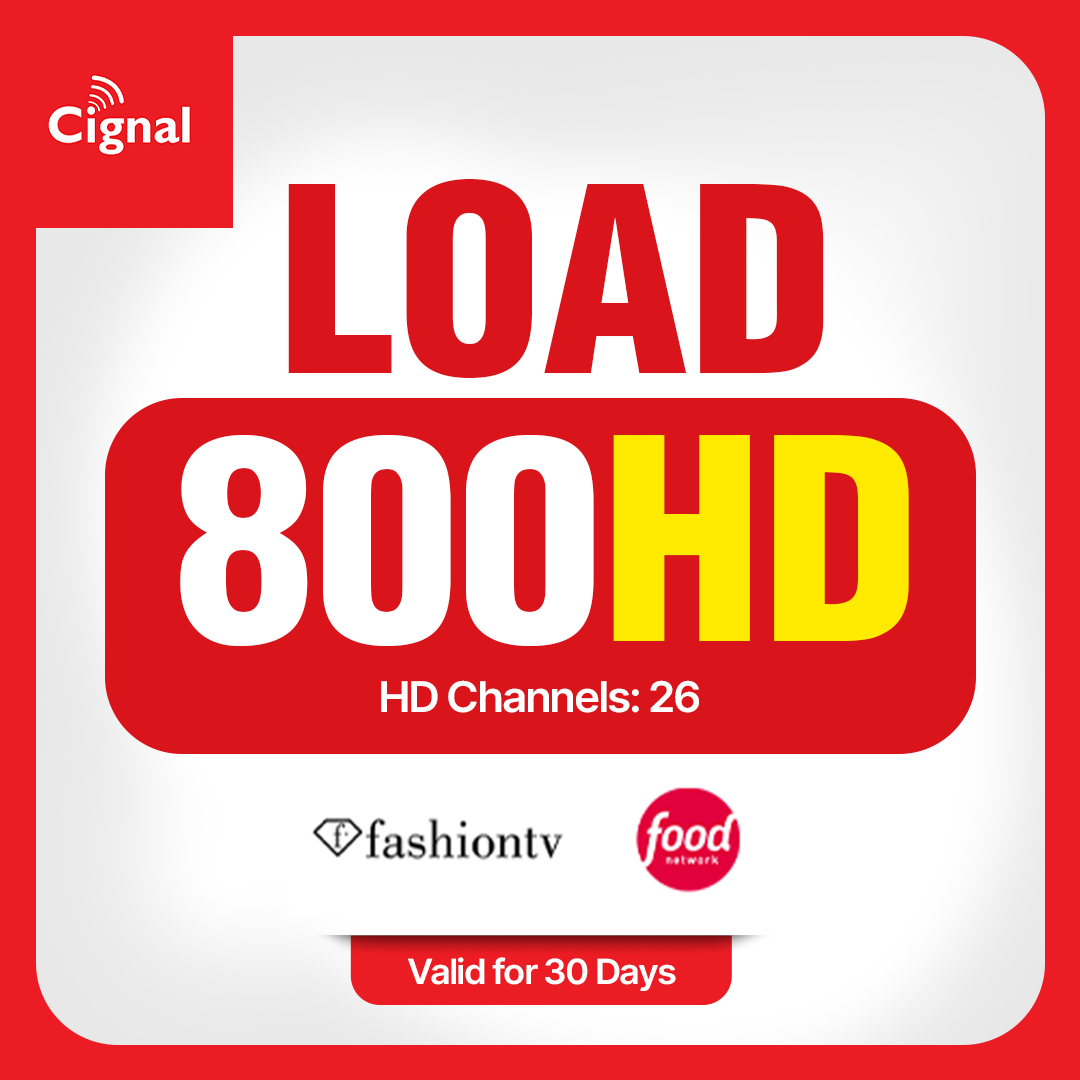 Cignal
LOAD
800HD
HD Channels: 26
f fashiontv
food
network
Valid for 30 Days